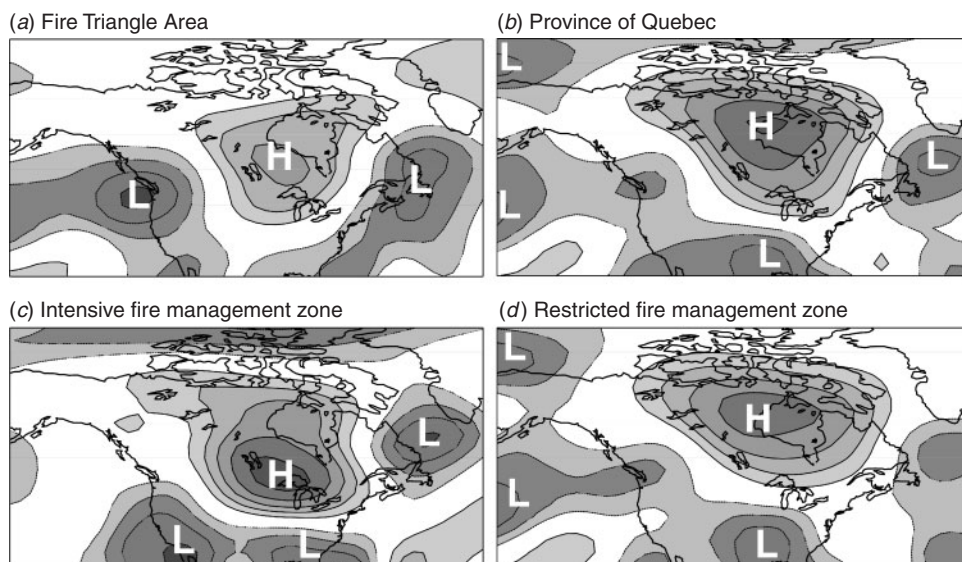 (a) Fire Triangle Area
H
L
L
(b) Province of Quebec
L
H
L
L
L
(c) Intensive fire management zone
L
H
L
L
(d) Restricted fire management zone
L
H
L
L